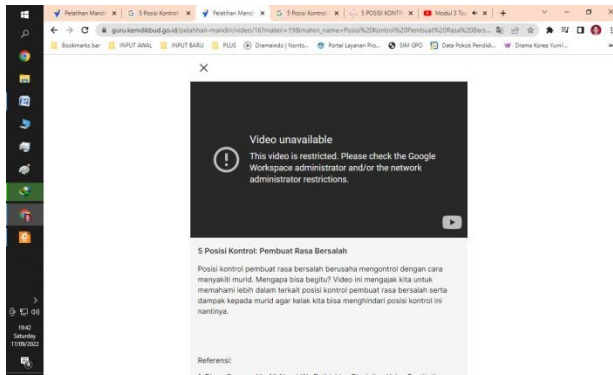 Pelatihan Mandi
5 Posisi Kontrol
Pelatihan Mandi
5 Posisi Kontrol
5 POSISI KONTR
Modul 3 To
guru.kemdikbud.go.id/pelatihan-mandiri/video/16?materi=19&materi_name=Posisi%20Kontrol%20Pembuat%20Rasa%20Bers...
Bookmarks bar
INPUT AWAL
INPUT BARU
PLUS
Dramaindo | Nonto...
Portal Layanan Pro...
SIM GPO
Data Pokok Pendidi...
Drama Korea Yumi'...
Video unavailable
This video is restricted. Please check the Google
Workspace administrator and/or the network
administrator restrictions.
5 Posisi Kontrol: Pembuat Rasa Bersalah
Posisi kontrol pembuat rasa bersalah berusaha mengontrol dengan cara
menyakiti murid. Mengapa bisa begitu? Video ini mengajak kita untuk
memahami lebih dalam terkait posisi kontrol pembuat rasa bersalah serta
dampak kepada murid agar kelak kita bisa menghindari posisi kontrol ini
nantinya.
Referensi:
19:42
Saturday
17/09/2022